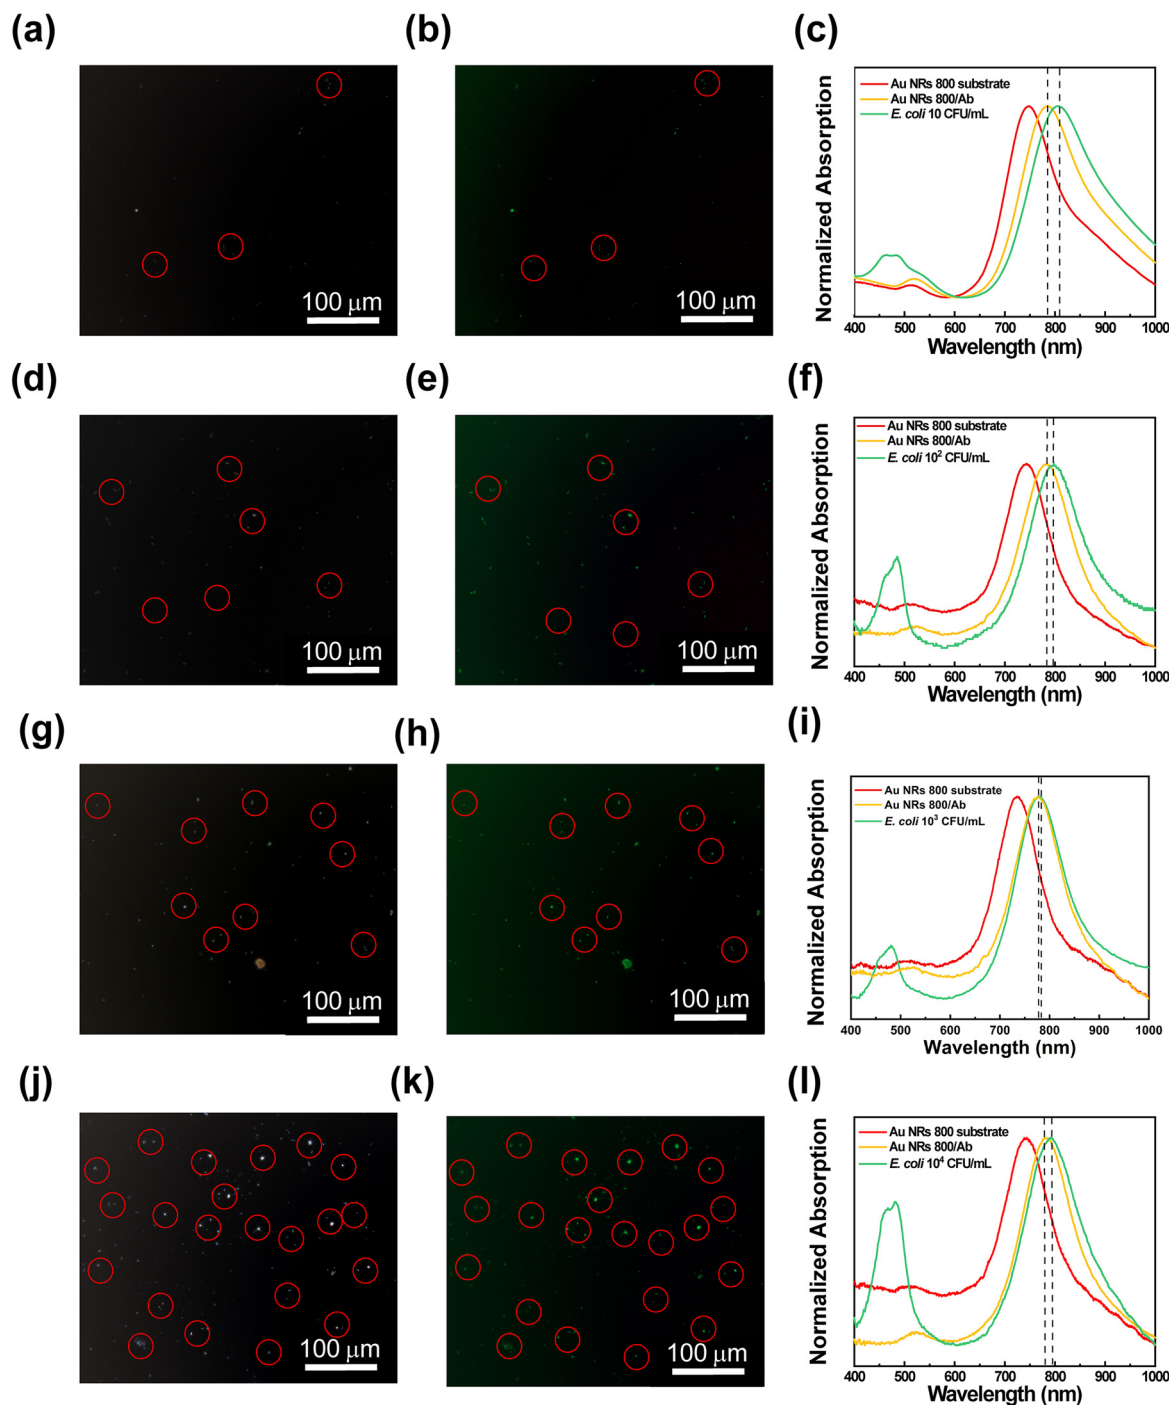 (a)
(b)
(c)
100 μm
100 μm
Normalized Absorption
Au NRs 800 substrate
Au NRs 800/Ab
E. coli 10 CFU/mL
400 500 600 700 800 900 1000
Wavelength (nm)
(d)
(e)
(f)
100 μm
100 μm
Normalized Absorption
Au NRs 800 substrate
Au NRs 800/Ab
E. coli 10² CFU/mL
400 500 600 700 800 900 1000
Wavelength (nm)
(g)
(h)
(i)
100 μm
100 μm
Normalized Absorption
Au NRs 800 substrate
Au NRs 800/Ab
E. coli 10³ CFU/mL
400 500 600 700 800 900 1000
Wavelength (nm)
(j)
(k)
(l)
100 μm
100 μm
Normalized Absorption
Au NRs 800 substrate
Au NRs 800/Ab
E. coli 10⁴ CFU/mL
400 500 600 700 800 900 1000
Wavelength (nm)